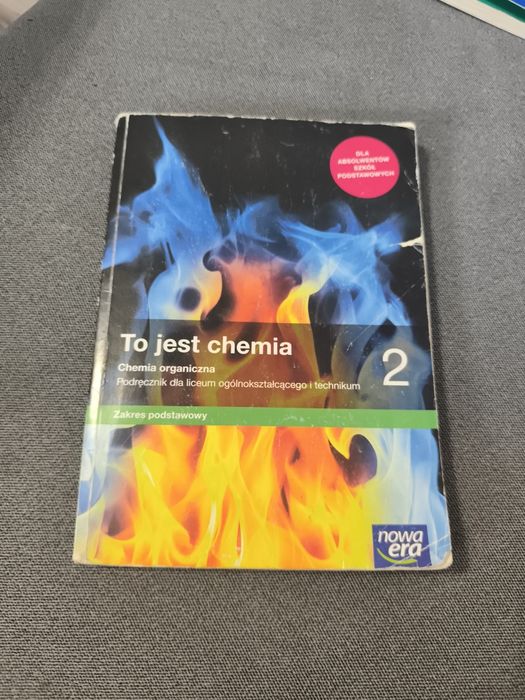 DLA
ABSOLWENTÓW
SZKÓŁ
PODSTAWOWYCH
To jest chemia
2
Chemia organiczna
Podręcznik dla liceum ogólnokształcącego i technikum
Zakres podstawowy
nowa
era